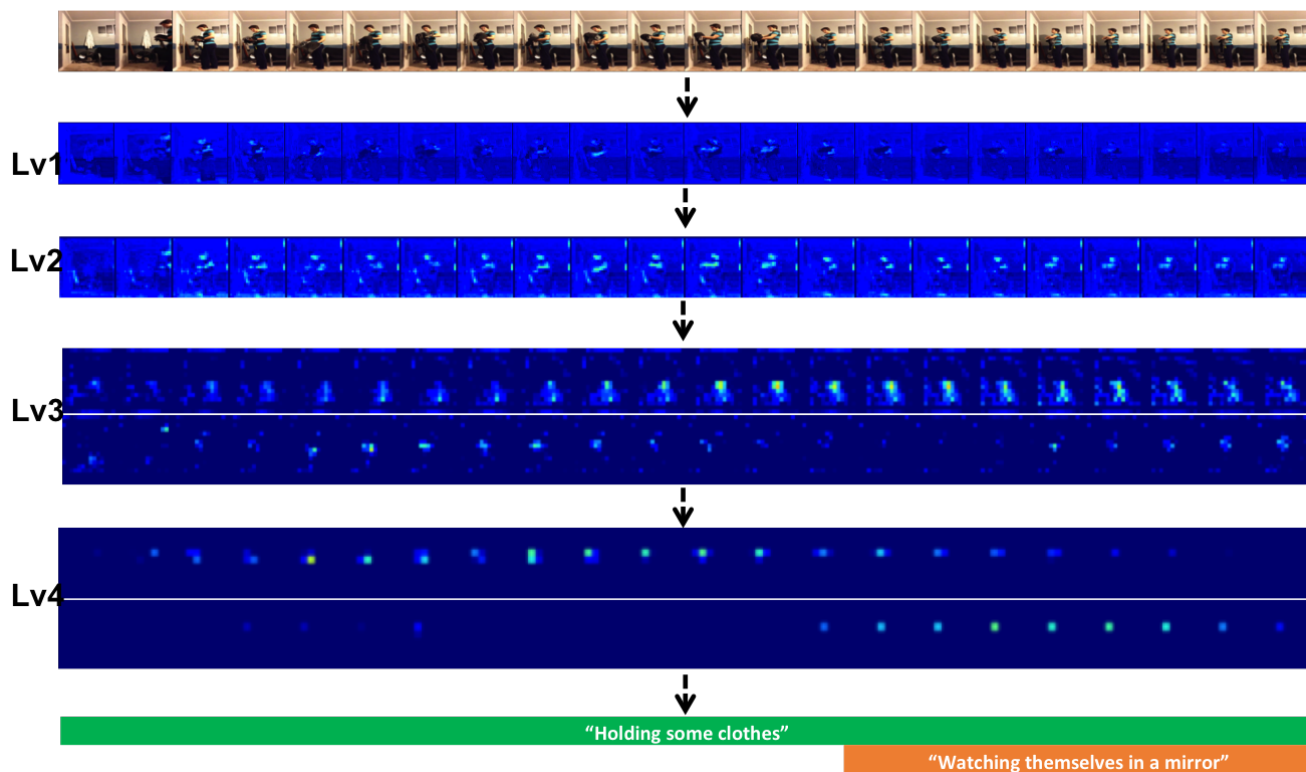 Lv1
Lv2
Lv3
Lv4
“Holding some clothes”
“Watching themselves in a mirror”